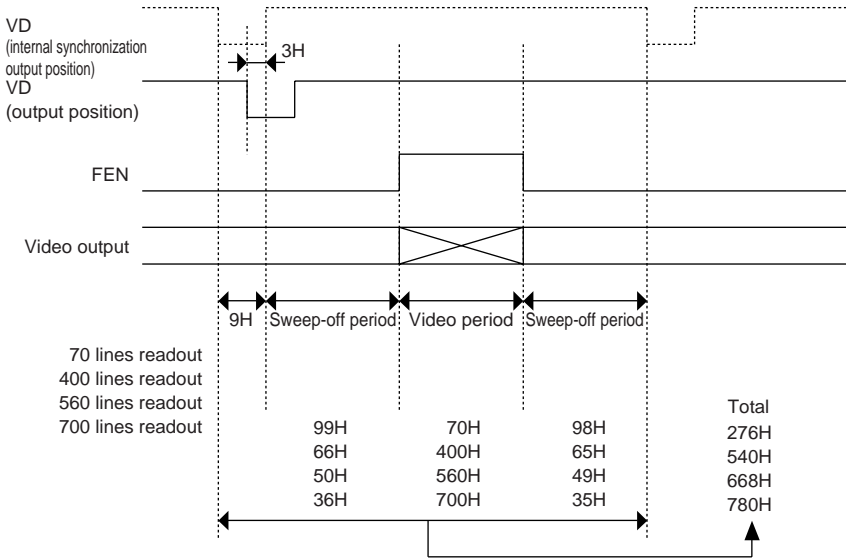 VD
(internal synchronization
output position)
3H
VD
(output position)
FEN
Video output
9H Sweep-off period Video period Sweep-off period
70 lines readout
400 lines readout
560 lines readout
700 lines readout
Total
99H 70H 98H 276H
66H 400H 65H 540H
50H 560H 49H 668H
36H 700H 35H 780H